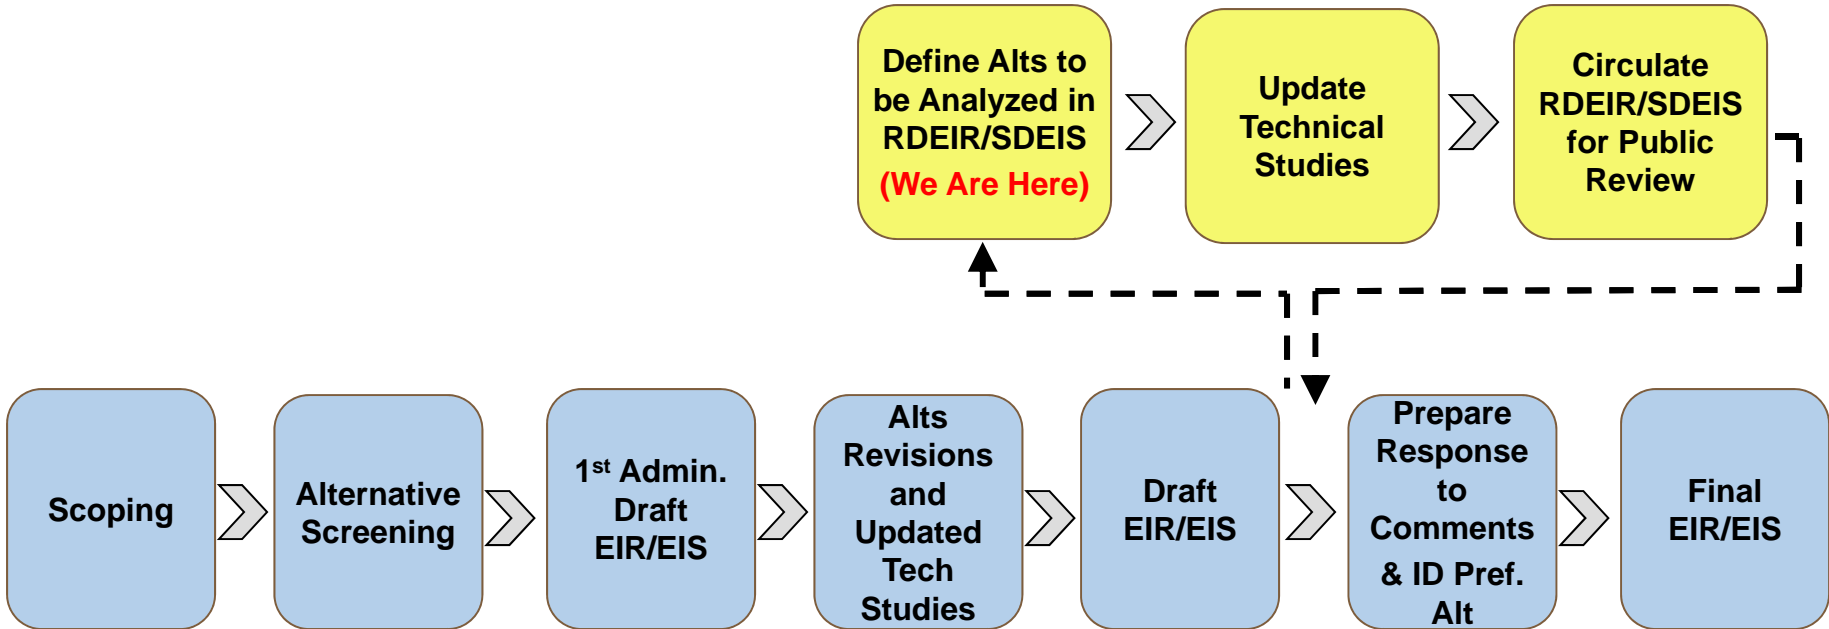 Define Alts to
be Analyzed in
RDEIR/SDEIS
(We Are Here)
Update
Technical
Studies
Circulate
RDEIR/SDEIS
for Public
Review
Scoping
Alternative
Screening
1st Admin.
Draft
EIR/EIS
Alts
Revisions
and
Updated
Tech
Studies
Draft
EIR/EIS
Prepare
Response
to
Comments
& ID Pref.
Alt
Final
EIR/EIS